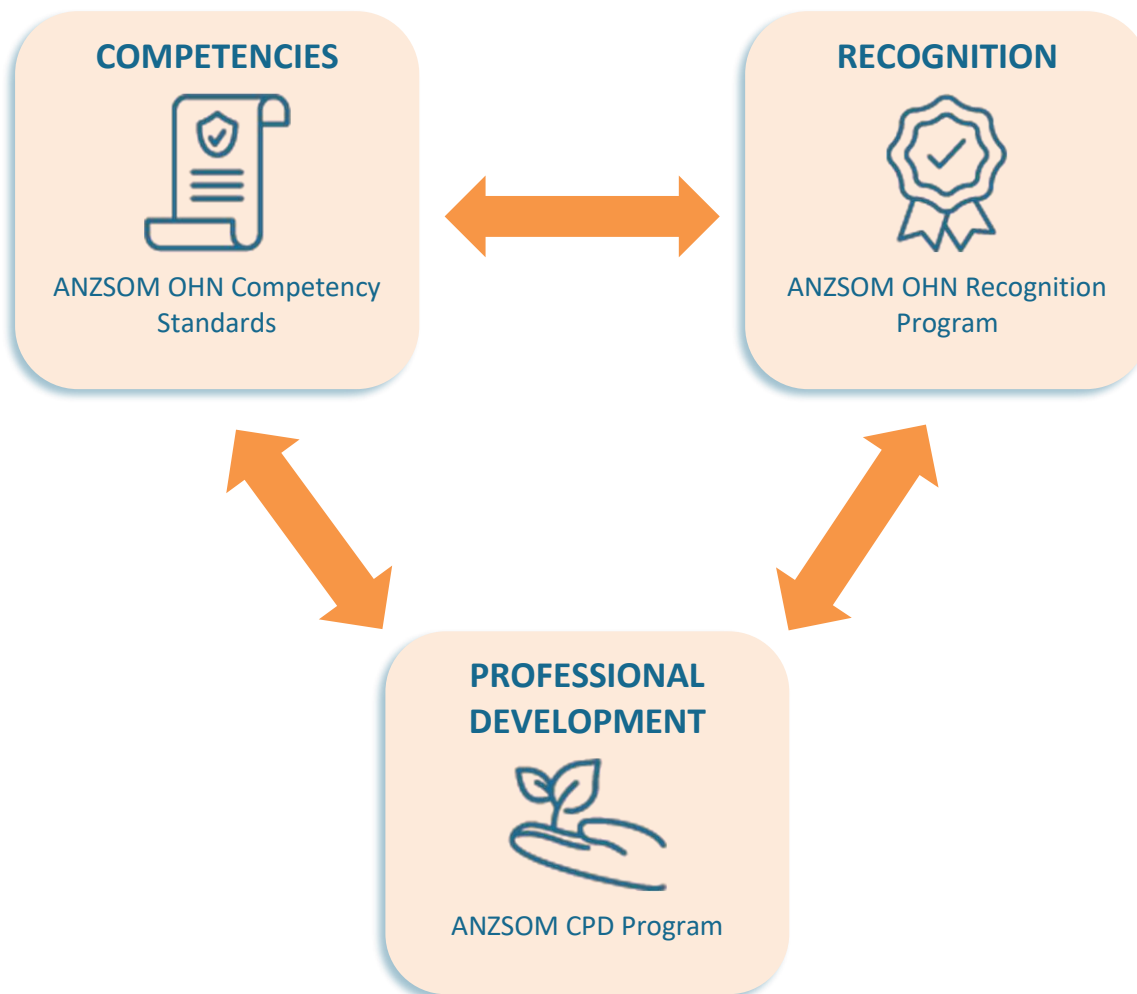 COMPETENCIES
ANZSOM OHN Competency
Standards
RECOGNITION
ANZSOM OHN Recognition
Program
PROFESSIONAL
DEVELOPMENT
ANZSOM CPD Program